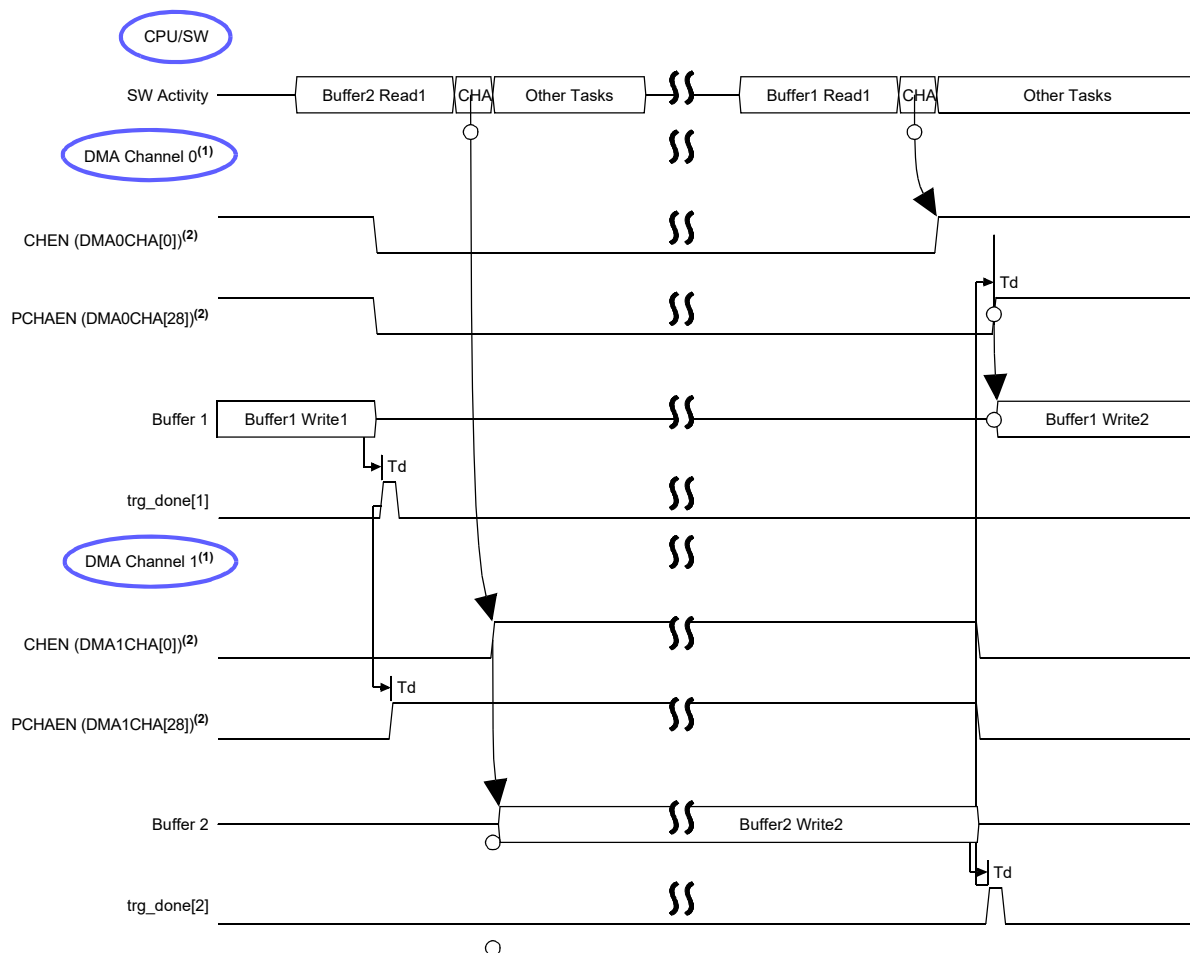 CPU/SW
SW Activity Buffer2 Read1 CHA Other Tasks Buffer1 Read1 CHA Other Tasks
DMA Channel 0(1)
CHEN (DMA0CHA[0])(2)
Td
PCHAEN (DMA0CHA[28])(2)
Buffer 1 Buffer1 Write1 Buffer1 Write2
Td
trg_done[1]
DMA Channel 1(1)
CHEN (DMA1CHA[0])(2)
Td
PCHAEN (DMA1CHA[28])(2)
Buffer 2 Buffer2 Write2
Td
trg_done[2]